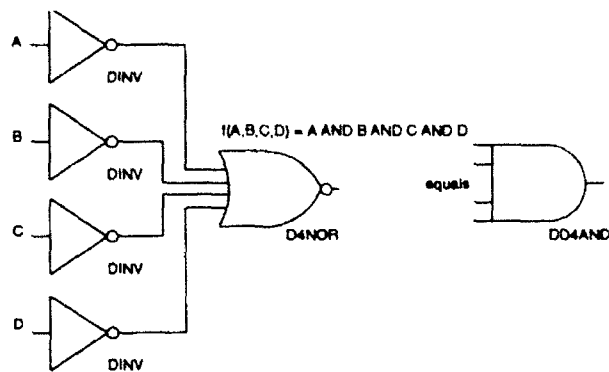 A
DINV
B
f(A,B,C,D) = A AND B AND C AND D
DINV
equals
C
D4NOR
DD4AND
DINV
D
DINV